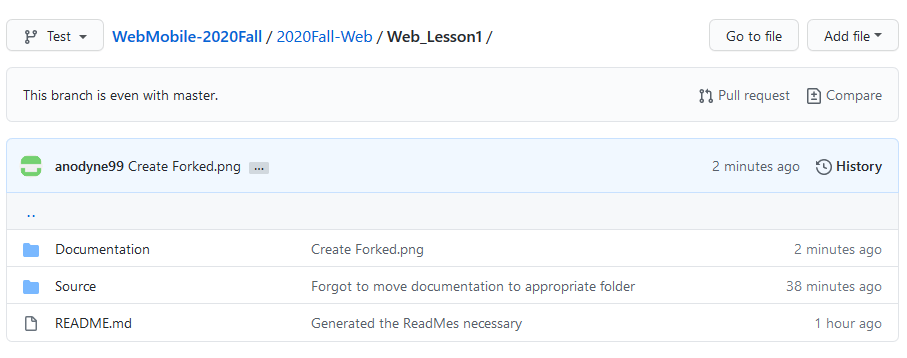 Test WebMobile-2020Fall / 2020Fall-Web / Web_Lesson1 / Go to file Add file
This branch is even with master. Pull request Compare
anodyne99 Create Forked.png ... 2 minutes ago History
..
Documentation Create Forked.png 2 minutes ago
Source Forgot to move documentation to appropriate folder 38 minutes ago
README.md Generated the ReadMes necessary 1 hour ago